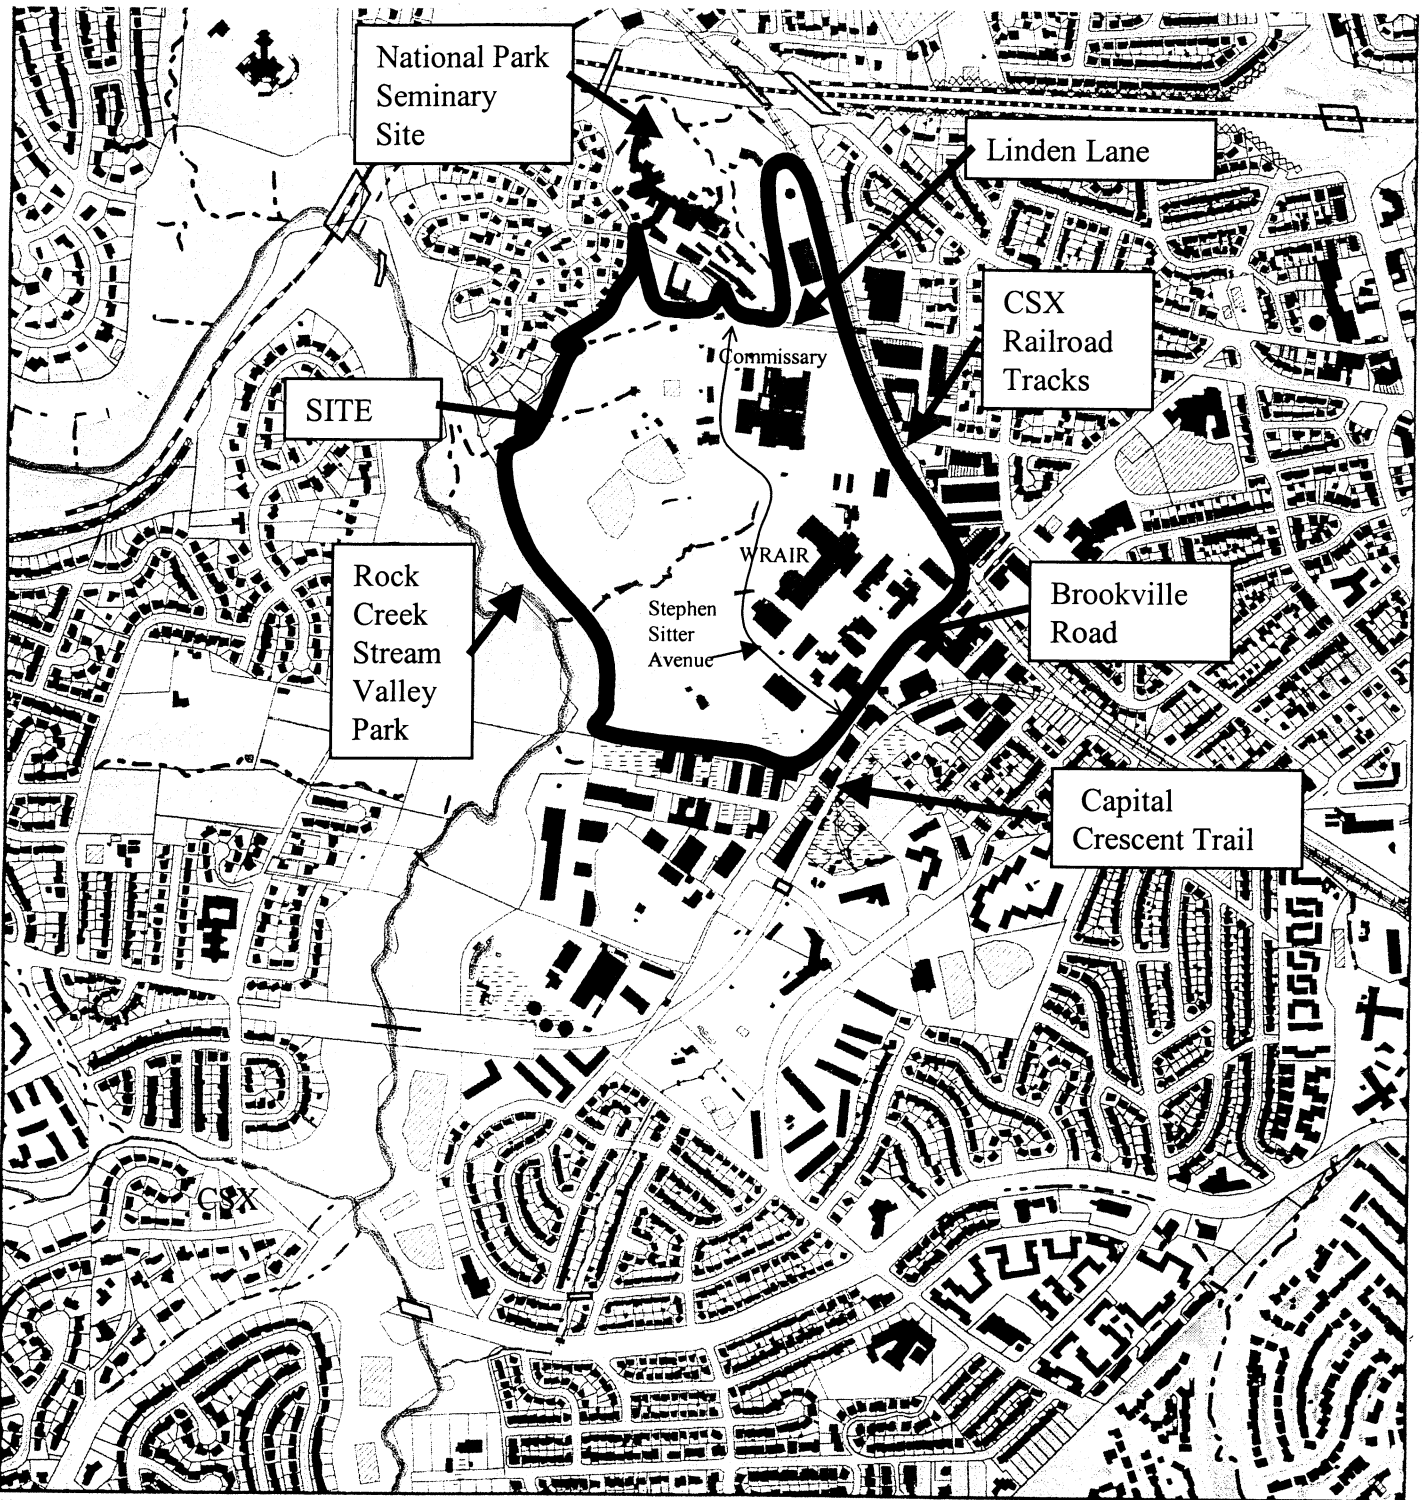 National Park
Seminary
Site
Linden Lane
CSX
Railroad
Tracks
Commissary
SITE
WRAIR
Rock
Creek
Stream
Valley
Park
Stephen
Sitter
Avenue
Brookville
Road
Capital
Crescent Trail
CSX